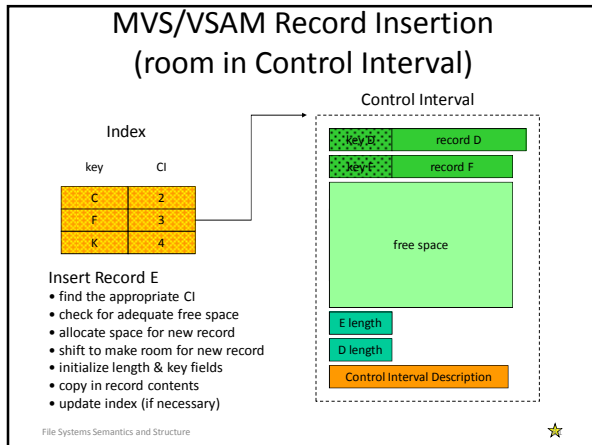 MVS/VSAM Record Insertion
(room in Control Interval)
Control Interval
Index
key CI
C 2
F 3
K 4
key D record D
key F record F
free space
E length
D length
Control Interval Description
Insert Record E
• find the appropriate CI
• check for adequate free space
• allocate space for new record
• shift to make room for new record
• initialize length & key fields
• copy in record contents
• update index (if necessary)
File Systems Semantics and Structure